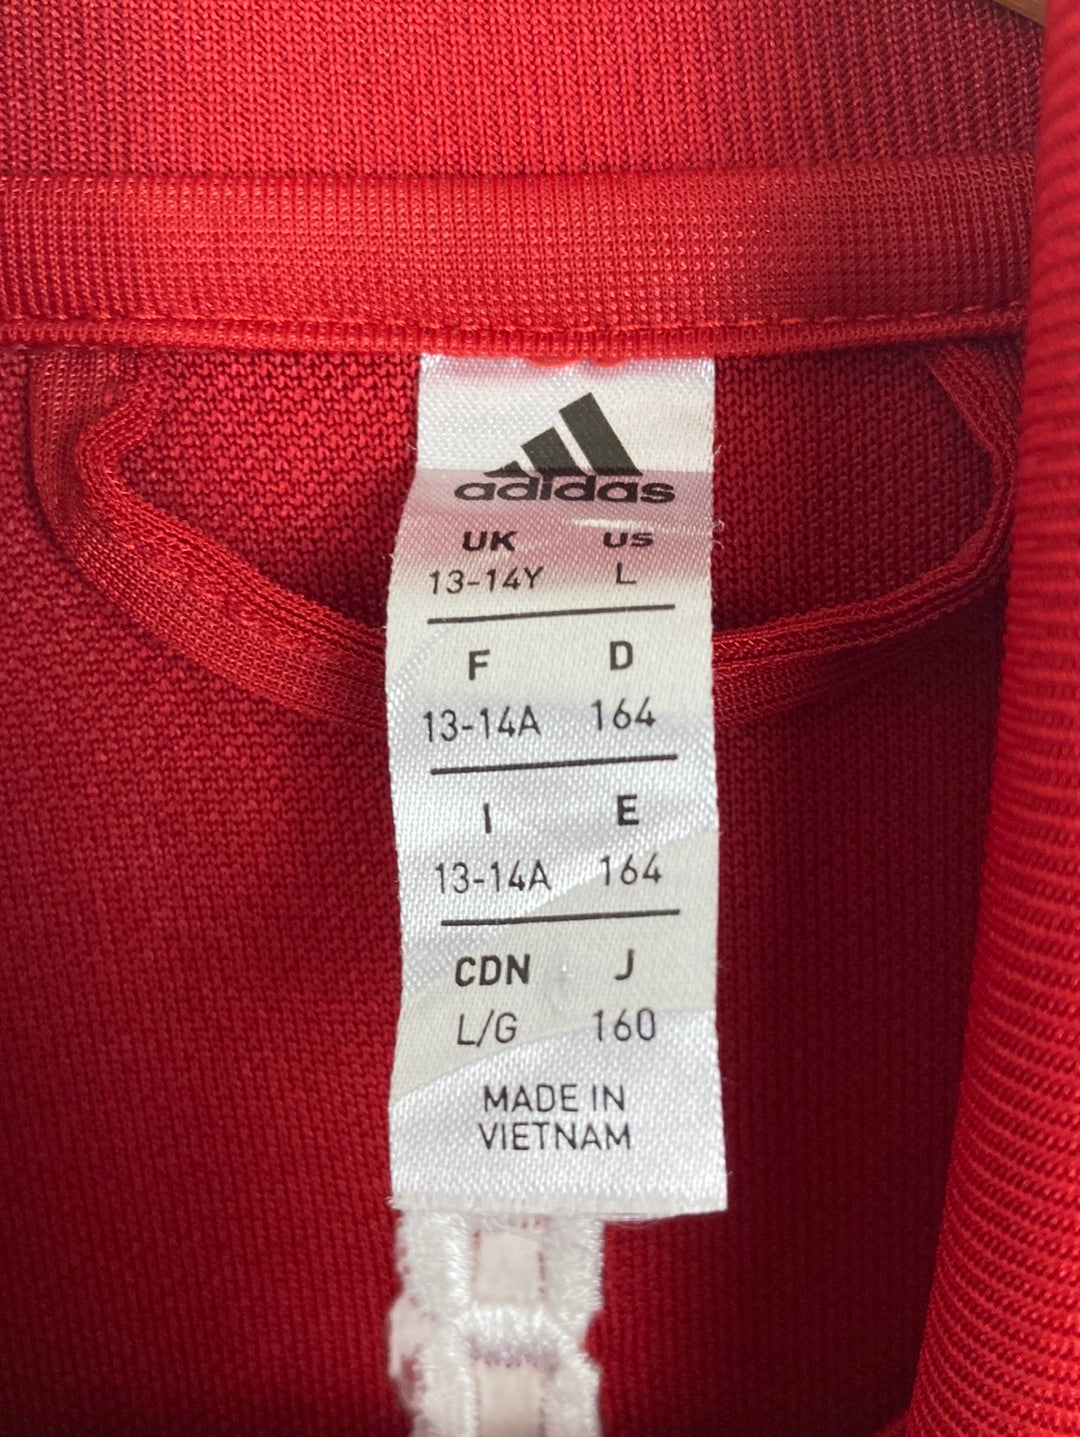 adidas
UK US
13-14Y L
F D
13-14A 164
I E
13-14A 164
CDN J
L/G 160
MADE IN
VIETNAM